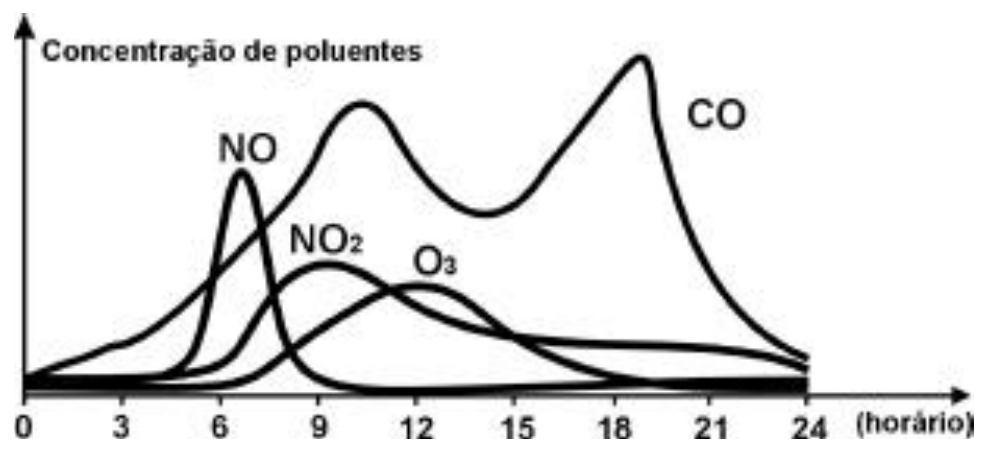 Concentração de poluentes
CO
NO
NO₂
O₃
0 3 6 9 12 15 18 21 24 (horário)